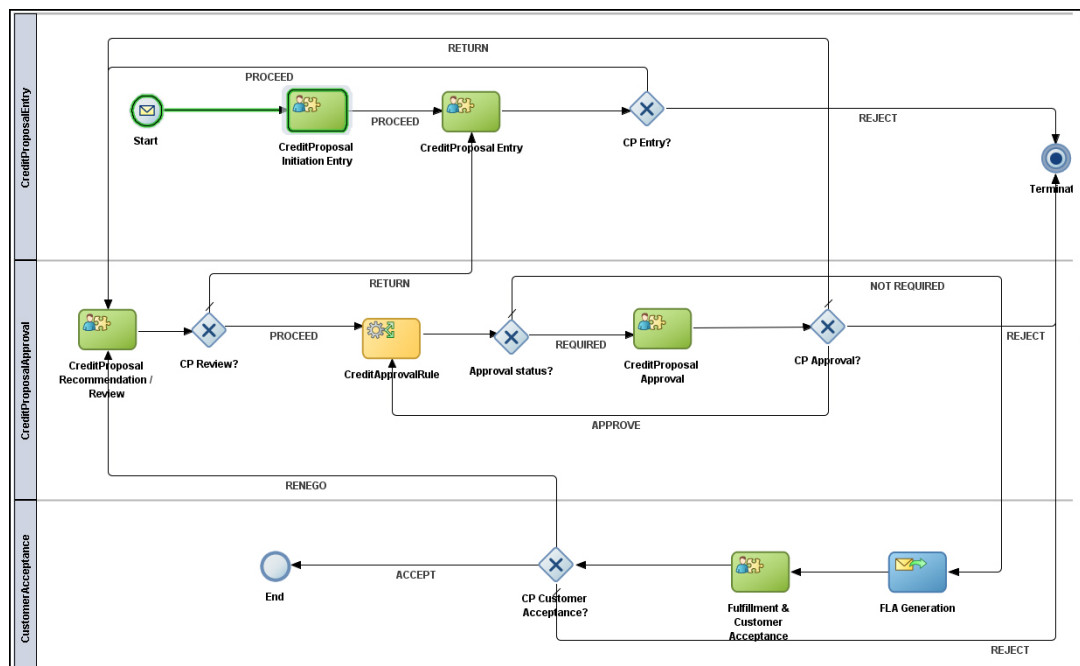 CreditProposalEntry
RETURN
PROCEED
PROCEED
REJECT
Start
CreditProposal
Initiation Entry
CreditProposal Entry
CP Entry?
Terminat
CreditProposalApproval
RETURN
NOT REQUIRED
PROCEED
REQUIRED
REJECT
CreditProposal
Recommendation /
Review
CP Review?
CreditApprovalRule
Approval status?
CreditProposal
Approval
CP Approval?
APPROVE
RENEGO
CustomerAcceptance
ACCEPT
End
CP Customer
Acceptance?
Fulfillment &
Customer
Acceptance
FLA Generation
REJECT